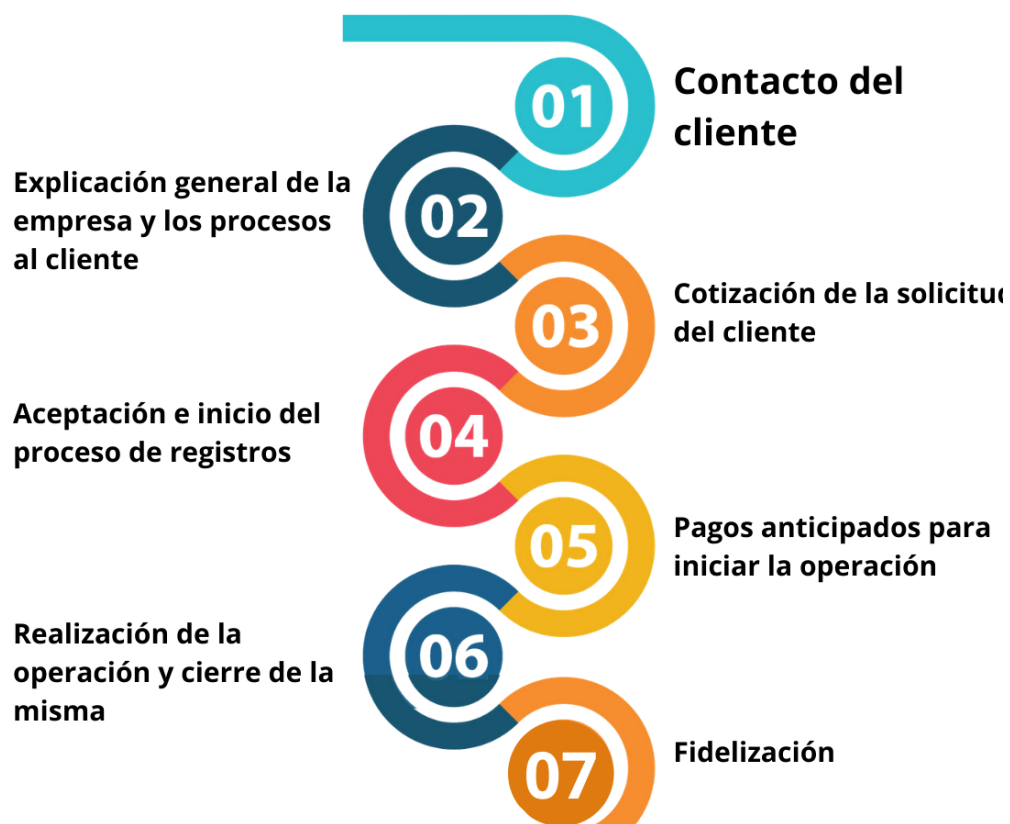 01
Contacto del
cliente
02
Explicación general de la
empresa y los procesos
al cliente
03
Cotización de la solicitud
del cliente
04
Aceptación e inicio del
proceso de registros
05
Pagos anticipados para
iniciar la operación
06
Realización de la
operación y cierre de la
misma
07
Fidelización